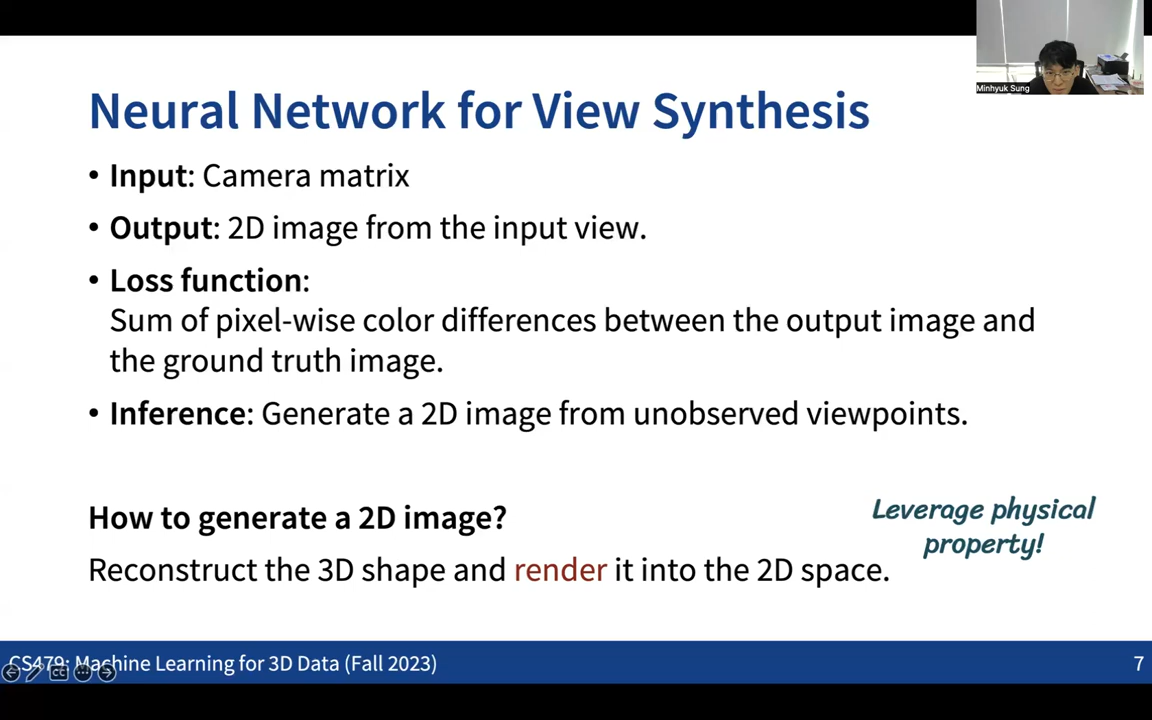 Minhyuk Sung
Neural Network for View Synthesis
• Input: Camera matrix
• Output: 2D image from the input view.
• Loss function:
Sum of pixel-wise color differences between the output image and
the ground truth image.
• Inference: Generate a 2D image from unobserved viewpoints.
How to generate a 2D image?
Leverage physical
property!
Reconstruct the 3D shape and render it into the 2D space.
CS479: Machine Learning for 3D Data (Fall 2023)
7
CC